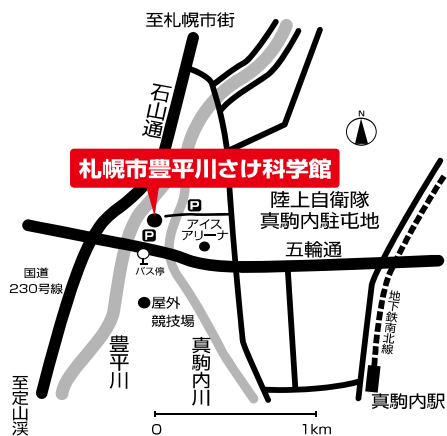 至札幌市街
石山通
N
札幌市豊平川さけ科学館
P
陸上自衛隊
真駒内駐屯地
アイス
アリーナ
P
五輪通
バス停
国道
230号線
屋外
競技場
地下鉄南北線
豊平川
真駒内川
至定山渓
真駒内駅
0
1km